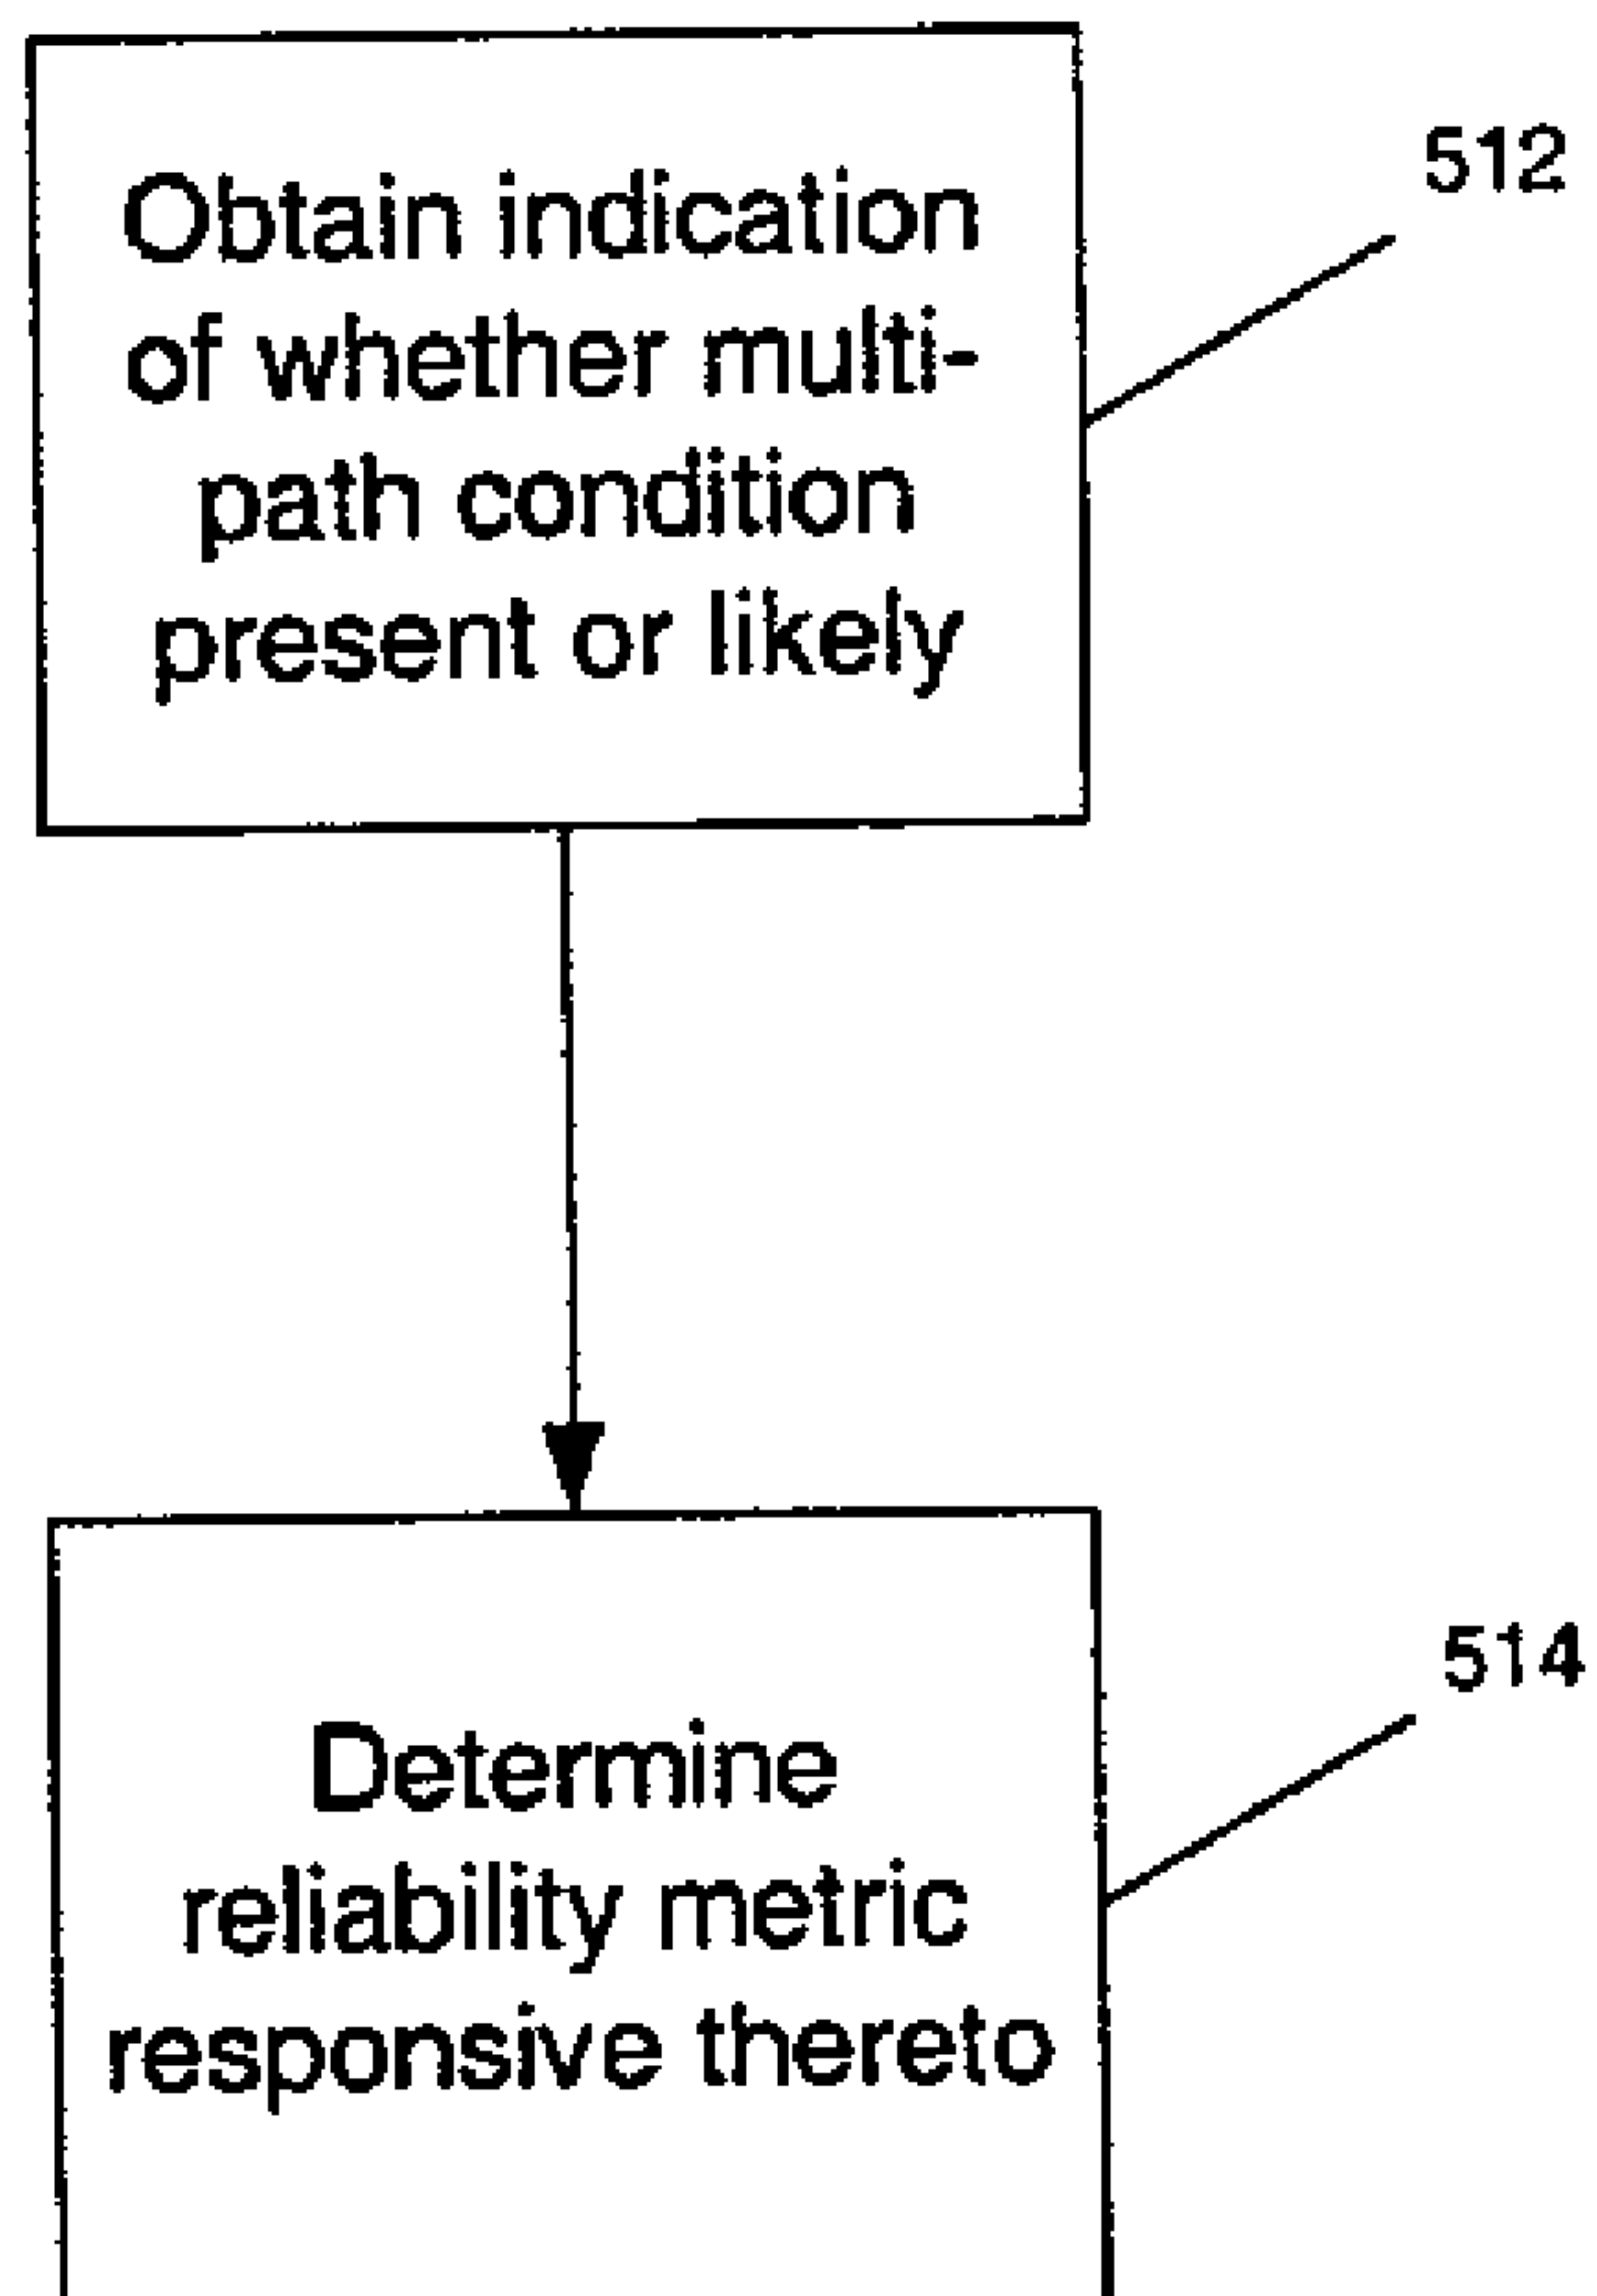 512
Obtain indication
of whether multi-
path condition
present or likely
514
Determine
reliability metric
responsive thereto